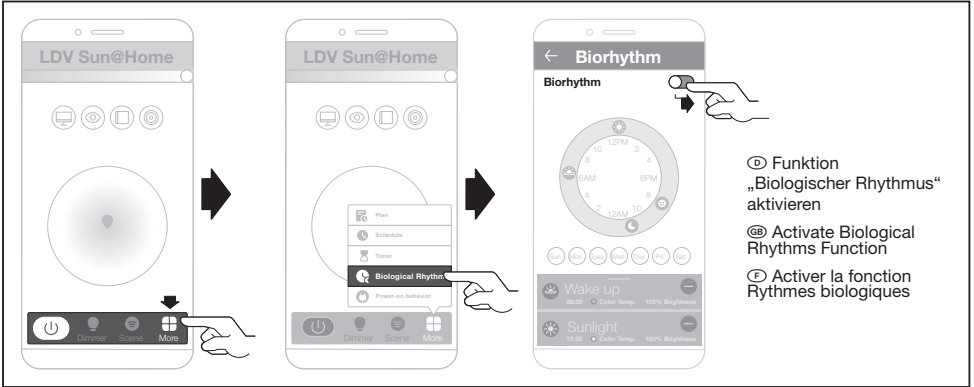 LDV Sun@Home
Dimmer Scene More
LDV Sun@Home
Plan
Schedule
Timer
Biological Rhythm
Power-on behavior
Dimmer Scene More
Biorhythm
Biorhythm
12PM
10 2
8 4
6AM 6PM
4 8
2 10
12AM
Sun Mon Tues Wed Thur Fri Sat
Wake up
06:30 Color Temp. 100% Brightness
Sunlight
10:30 Color Temp. 100% Brightness
D Funktion
„Biologischer Rhythmus“
aktivieren
GB Activate Biological
Rhythms Function
F Activer la fonction
Rythmes biologiques